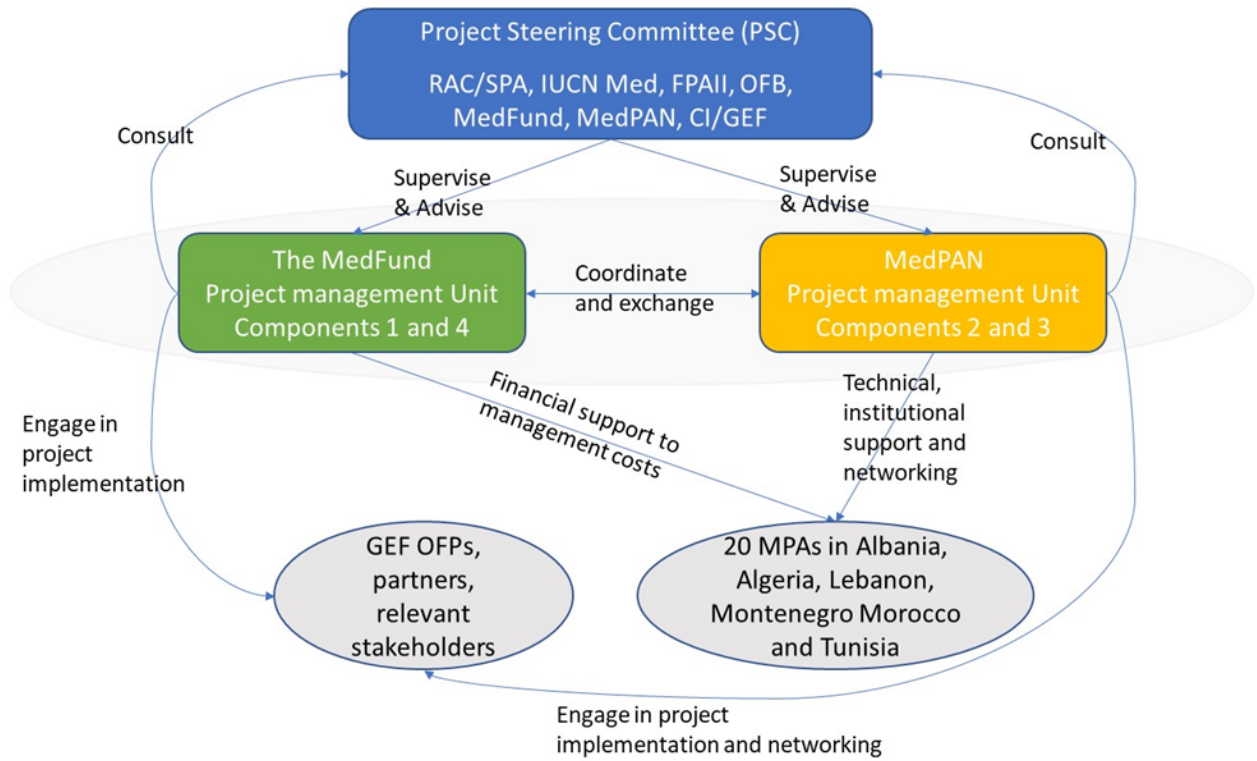 Project Steering Committee (PSC)
RAC/SPA, IUCN Med, FPAII, OFB,
MedFund, MedPAN, CI/GEF
Consult
Consult
Supervise
& Advise
Supervise
& Advise
The MedFund
Project management Unit
Components 1 and 4
Coordinate
and exchange
MedPAN
Project management Unit
Components 2 and 3
Engage in
project
implementation
Financial support to
management costs
Technical,
institutional
support and
networking
GEF OFPs,
partners,
relevant
stakeholders
20 MPAs in Albania,
Algeria, Lebanon,
Montenegro Morocco
and Tunisia
Engage in project
implementation and networking